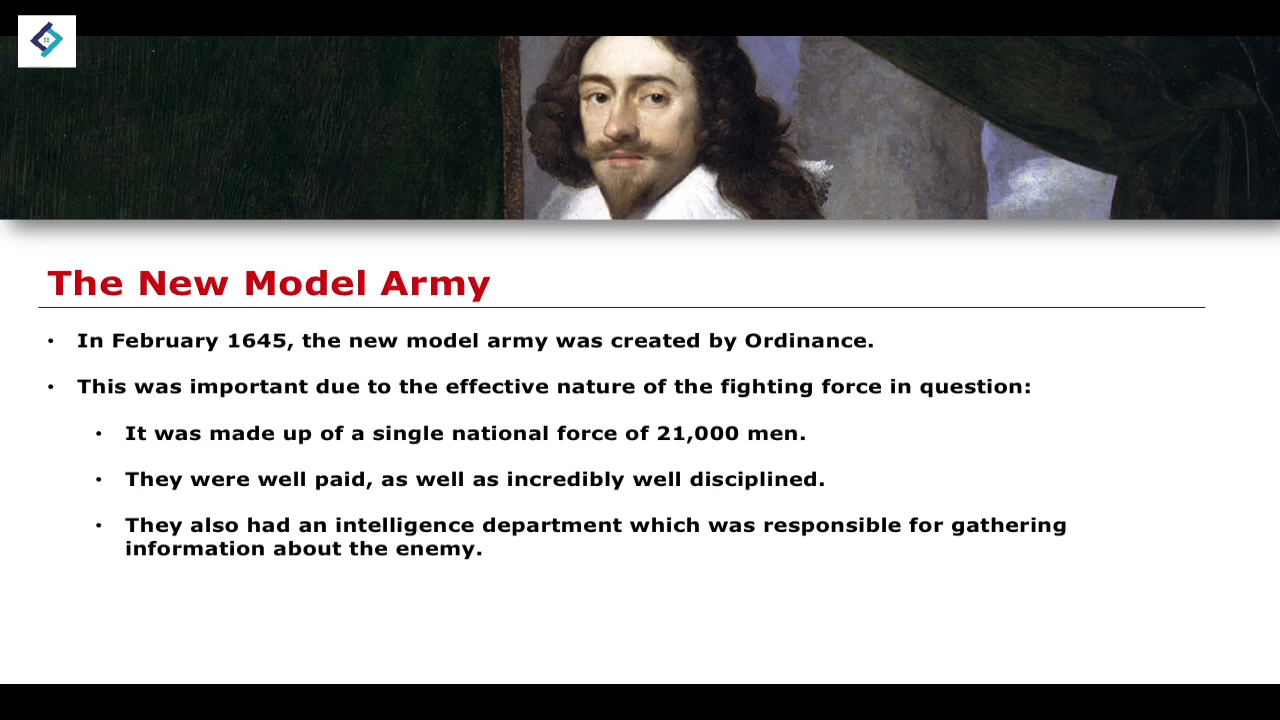 The New Model Army
• In February 1645, the new model army was created by Ordinance.
• This was important due to the effective nature of the fighting force in question:
• It was made up of a single national force of 21,000 men.
• They were well paid, as well as incredibly well disciplined.
• They also had an intelligence department which was responsible for gathering
information about the enemy.